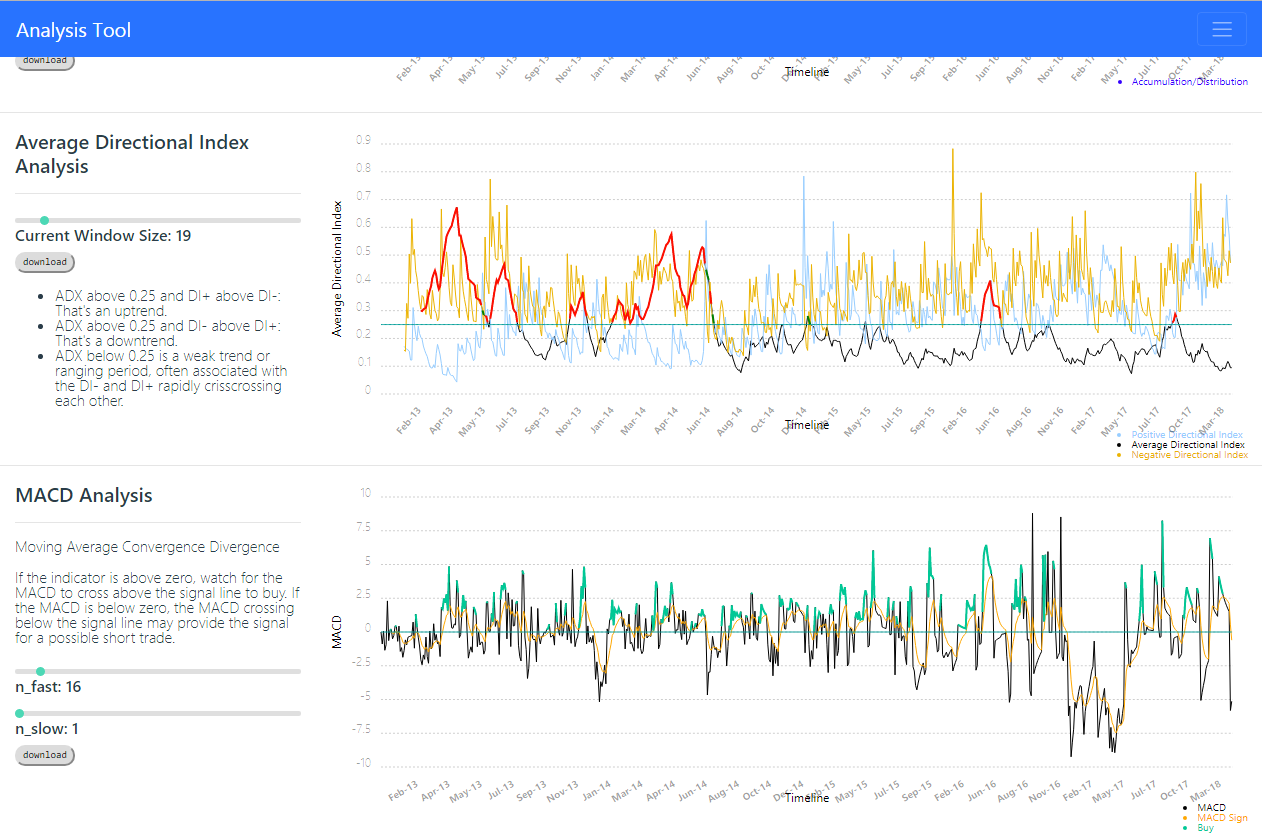 Analysis Tool
download
Feb-13 Apr-13 May-13 Jul-13 Sep-13 Nov-13 Jan-14 Mar-14 Apr-14 Jun-14 Aug-14 Oct-14 Dec-14 Feb-15 Apr-15 May-15 Jul-15 Sep-15 Feb-16 Jun-16 Aug-16 Nov-16 Feb-17 May-17 Jul-17 Oct-17 Mar-18
Timeline
Accumulation/Distribution
Average Directional Index
Analysis
Current Window Size: 19
download
ADX above 0.25 and DI+ above DI-:
That's an uptrend.
ADX above 0.25 and DI- above DI+:
That's a downtrend.
ADX below 0.25 is a weak trend or
ranging period, often associated with
the DI- and DI+ rapidly crisscrossing
each other.
Average Directional Index
0.9
0.8
0.7
0.6
0.5
0.4
0.3
0.2
0.1
0
Feb-13 Apr-13 May-13 Jul-13 Sep-13 Nov-13 Jan-14 Mar-14 Apr-14 Jun-14 Aug-14 Oct-14 Dec-14 Feb-15 Apr-15 May-15 Jul-15 Sep-15 Feb-16 Jun-16 Aug-16 Nov-16 Feb-17 May-17 Jul-17 Oct-17 Mar-18
Timeline
Positive Directional Index
Average Directional Index
Negative Directional Index
MACD Analysis
Moving Average Convergence Divergence
If the indicator is above zero, watch for the
MACD to cross above the signal line to buy. If
the MACD is below zero, the MACD crossing
below the signal line may provide the signal
for a possible short trade.
n_fast: 16
n_slow: 1
download
MACD
10
7.5
5
2.5
0
-2.5
-5
-7.5
-10
Feb-13 Apr-13 May-13 Jul-13 Sep-13 Nov-13 Jan-14 Mar-14 Apr-14 Jun-14 Aug-14 Oct-14 Dec-14 Feb-15 May-15 Jul-15 Sep-15 Feb-16 Jun-16 Aug-16 Nov-16 Feb-17 May-17 Jul-17 Oct-17 Mar-18
Timeline
MACD
MACD Sign
Buy